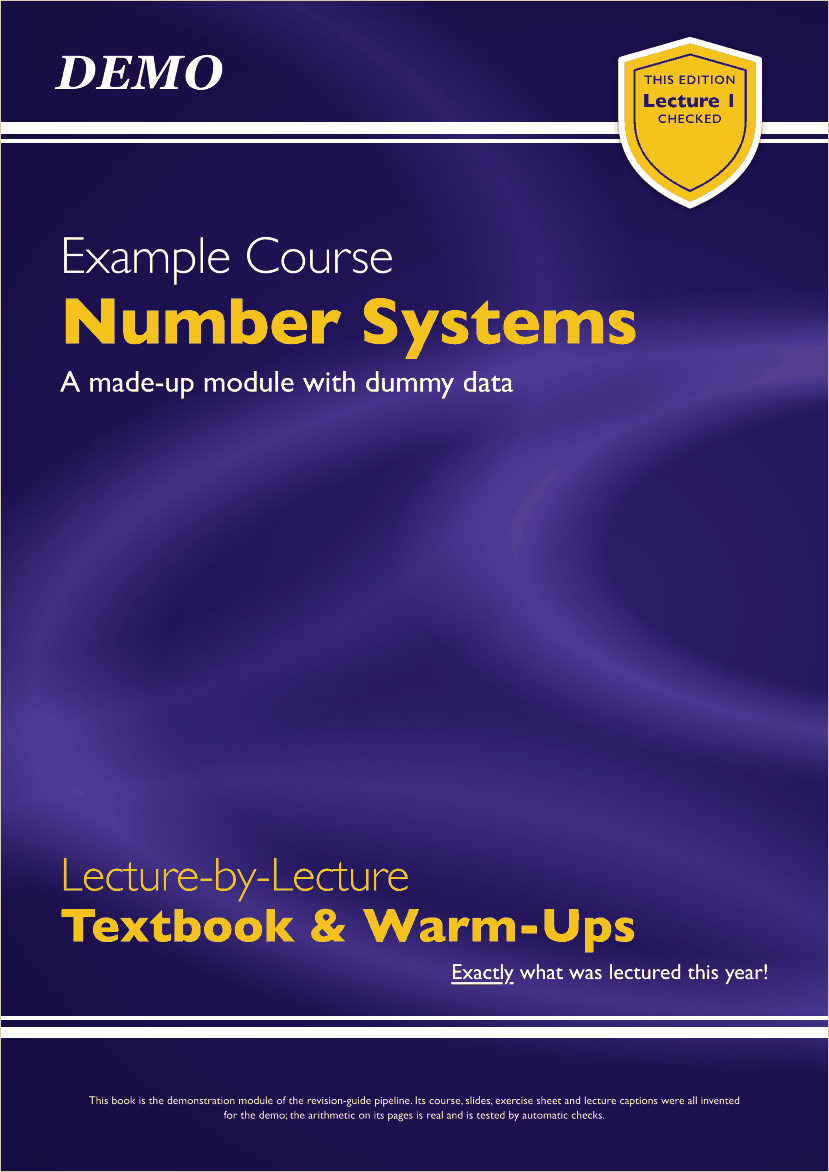 DEMO
THIS EDITION
Lecture 1
CHECKED
Example Course
Number Systems
A made-up module with dummy data
Lecture-by-Lecture
Textbook & Warm-Ups
Exactly what was lectured this year!
This book is the demonstration module of the revision-guide pipeline. Its course, slides, exercise sheet and lecture captions were all invented
for the demo; the arithmetic on its pages is real and is tested by automatic checks.